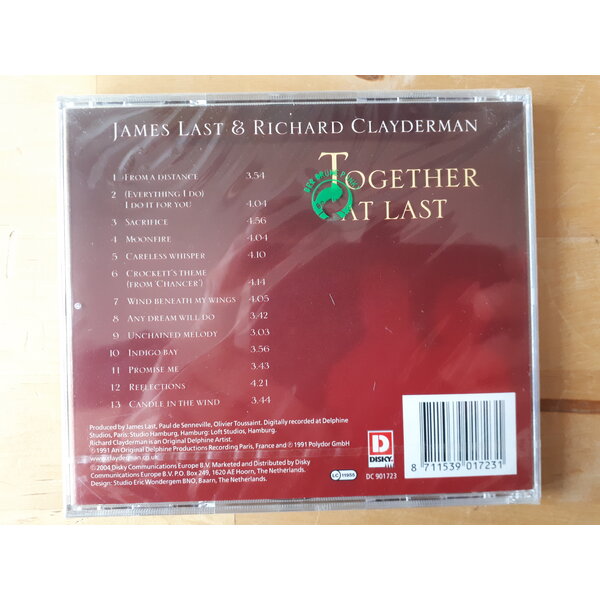 JAMES LAST & RICHARD CLAYDERMAN
TOGETHER
AT LAST
1 FROM A DISTANCE 3.54
2 (EVERYTHING I DO)
I DO IT FOR YOU 4.04
3 SACRIFICE 4.56
4 MOONFIRE 4.04
5 CARELESS WHISPER 4.10
6 CROCKETT'S THEME
(FROM 'CHANCER') 4.14
7 WIND BENEATH MY WINGS 4.05
8 ANY DREAM WILL DO 3.42
9 UNCHAINED MELODY 3.03
10 INDIGO BAY 3.56
11 PROMISE ME 3.43
12 REFLECTIONS 4.21
13 CANDLE IN THE WIND 3.44
Produced by James Last, Paul de Senneville, Olivier Toussaint. Digitally recorded at Delphine
Studios, Paris: Studio Hamburg, Hamburg: Loft Studios, Hamburg.
Richard Clayderman is an Original Delphine Artist.
℗1991 An Original Delphine Productions Recording Paris, France and ℗ 1991 Polydor GmbH
www.clayderman.co.uk
© 2004 Disky Communications Europe B.V. Marketed and Distributed by Disky
Communications Europe B.V. P.O. Box 249, 1620 AE Hoorn, The Netherlands.
Design: Studio Eric Wondergem BNO, Baarn, The Netherlands.
LC 11955
D
DISKY
DC 901723
8 711539 017231